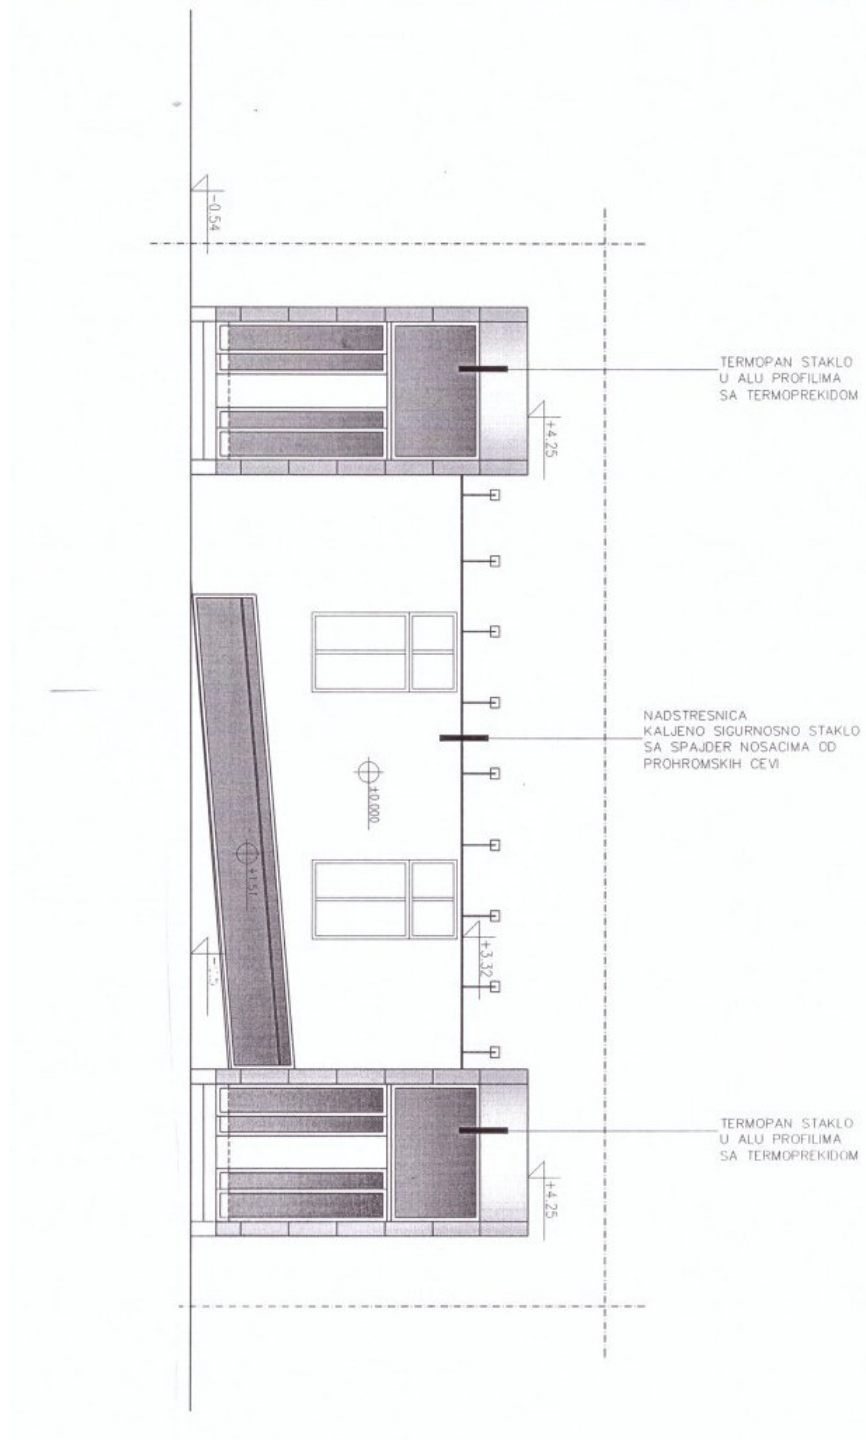 -0.54
TERMOPAN STAKLO
U ALU PROFILIMA
SA TERMOPREKIDOM
+4.25
NADSTRESNICA
KALJENO SIGURNOSNO STAKLO
SA SPAJDER NOSACIMA OD
PROHROMSKIH CEVI
±0.000
+1.51
+3.32
TERMOPAN STAKLO
U ALU PROFILIMA
SA TERMOPREKIDOM
+4.25